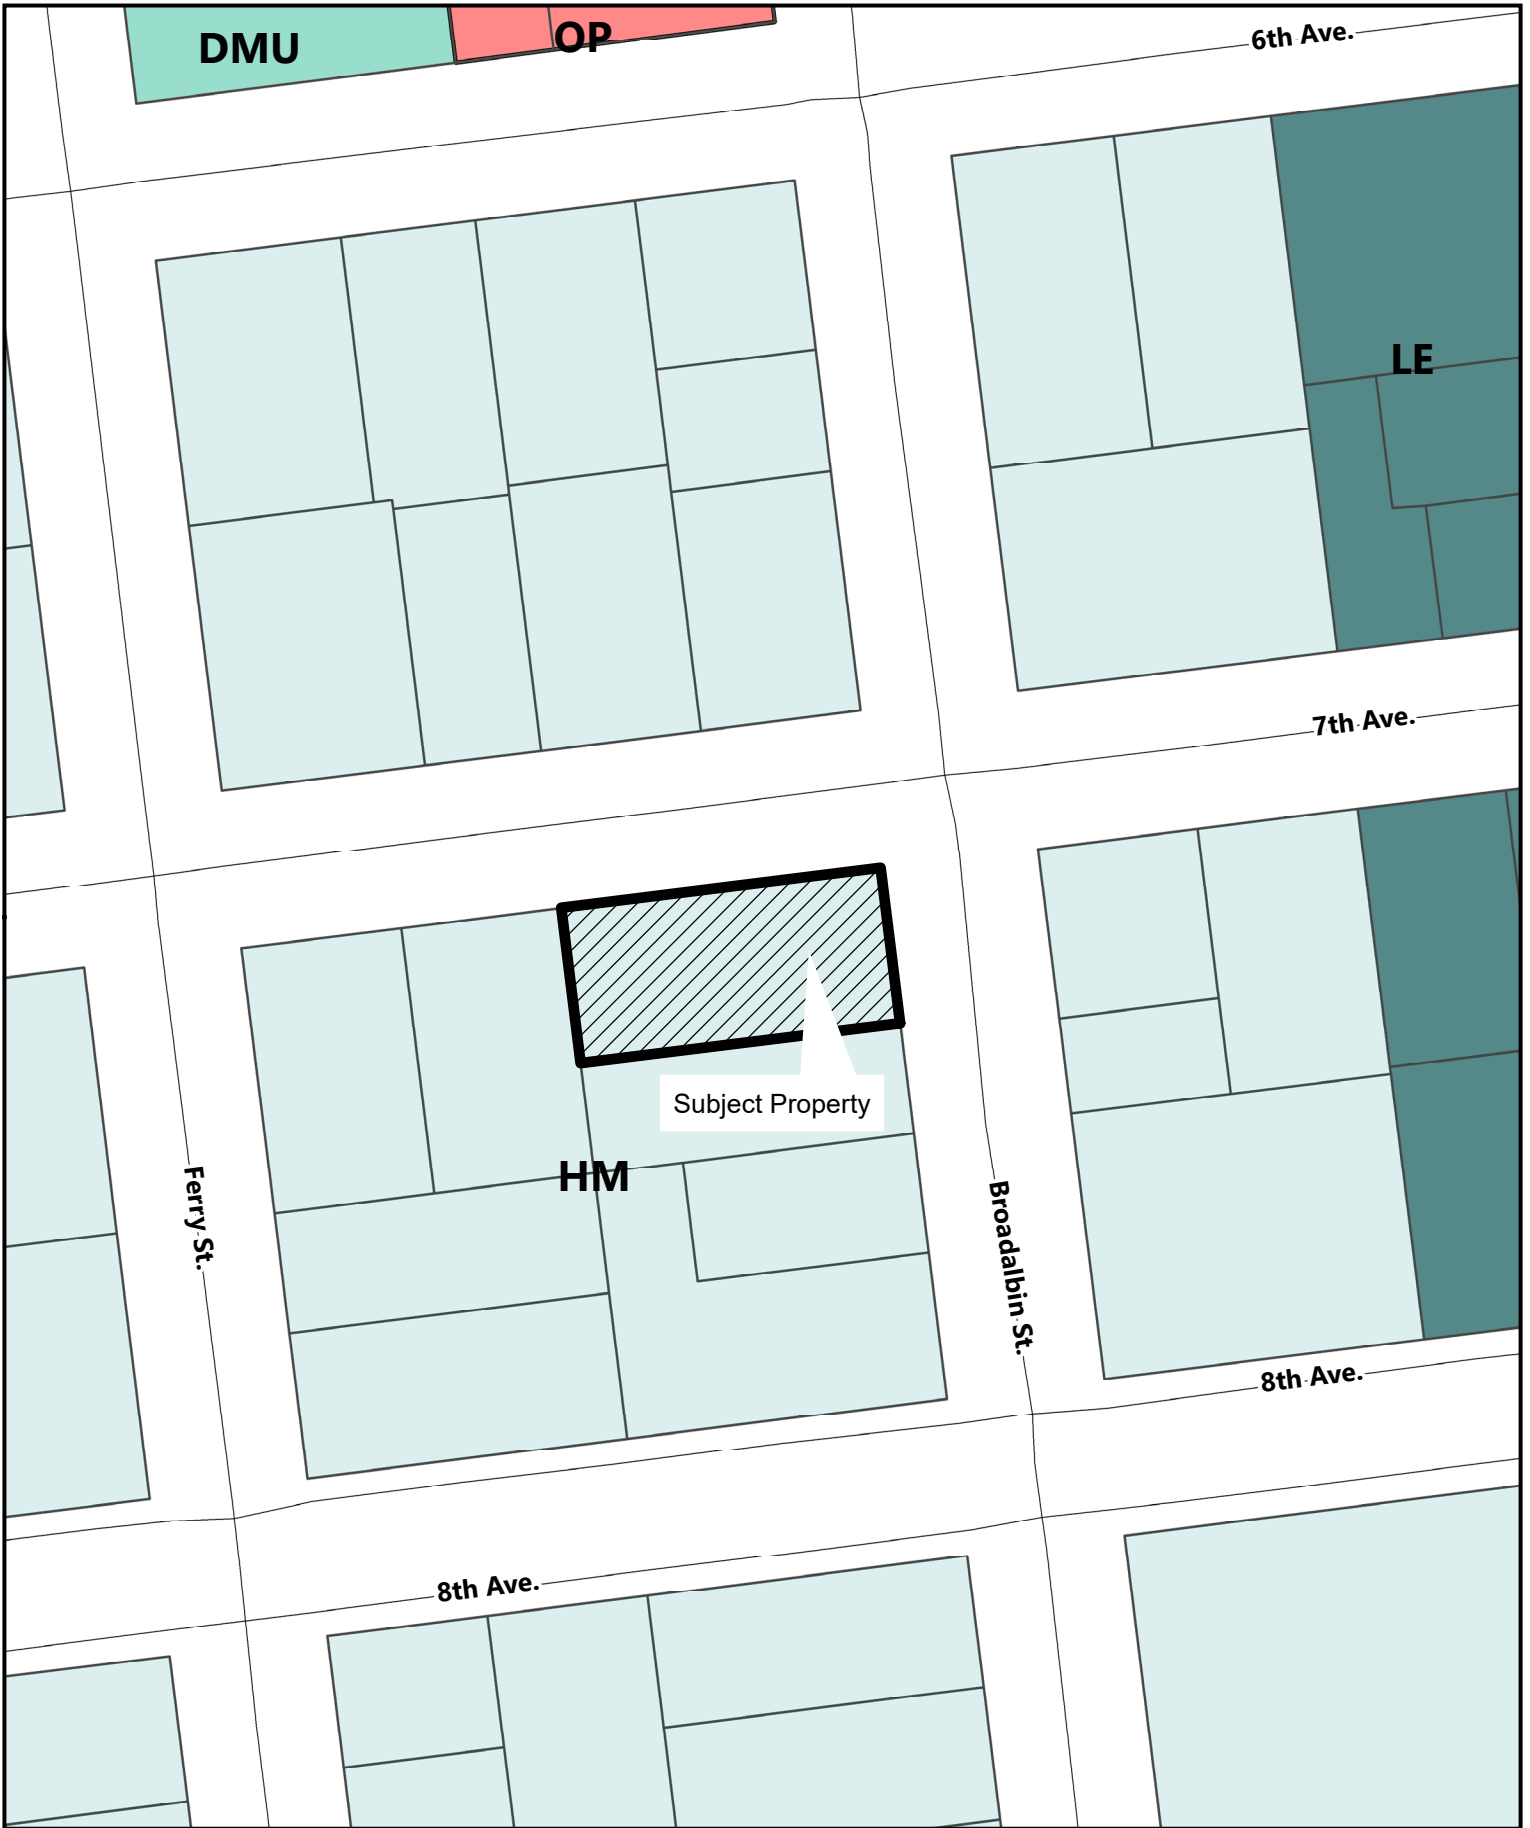 DMU
OP
6th Ave.
LE
7th Ave.
Subject Property
HM
Ferry St.
Broadalbin St.
8th Ave.
8th Ave.